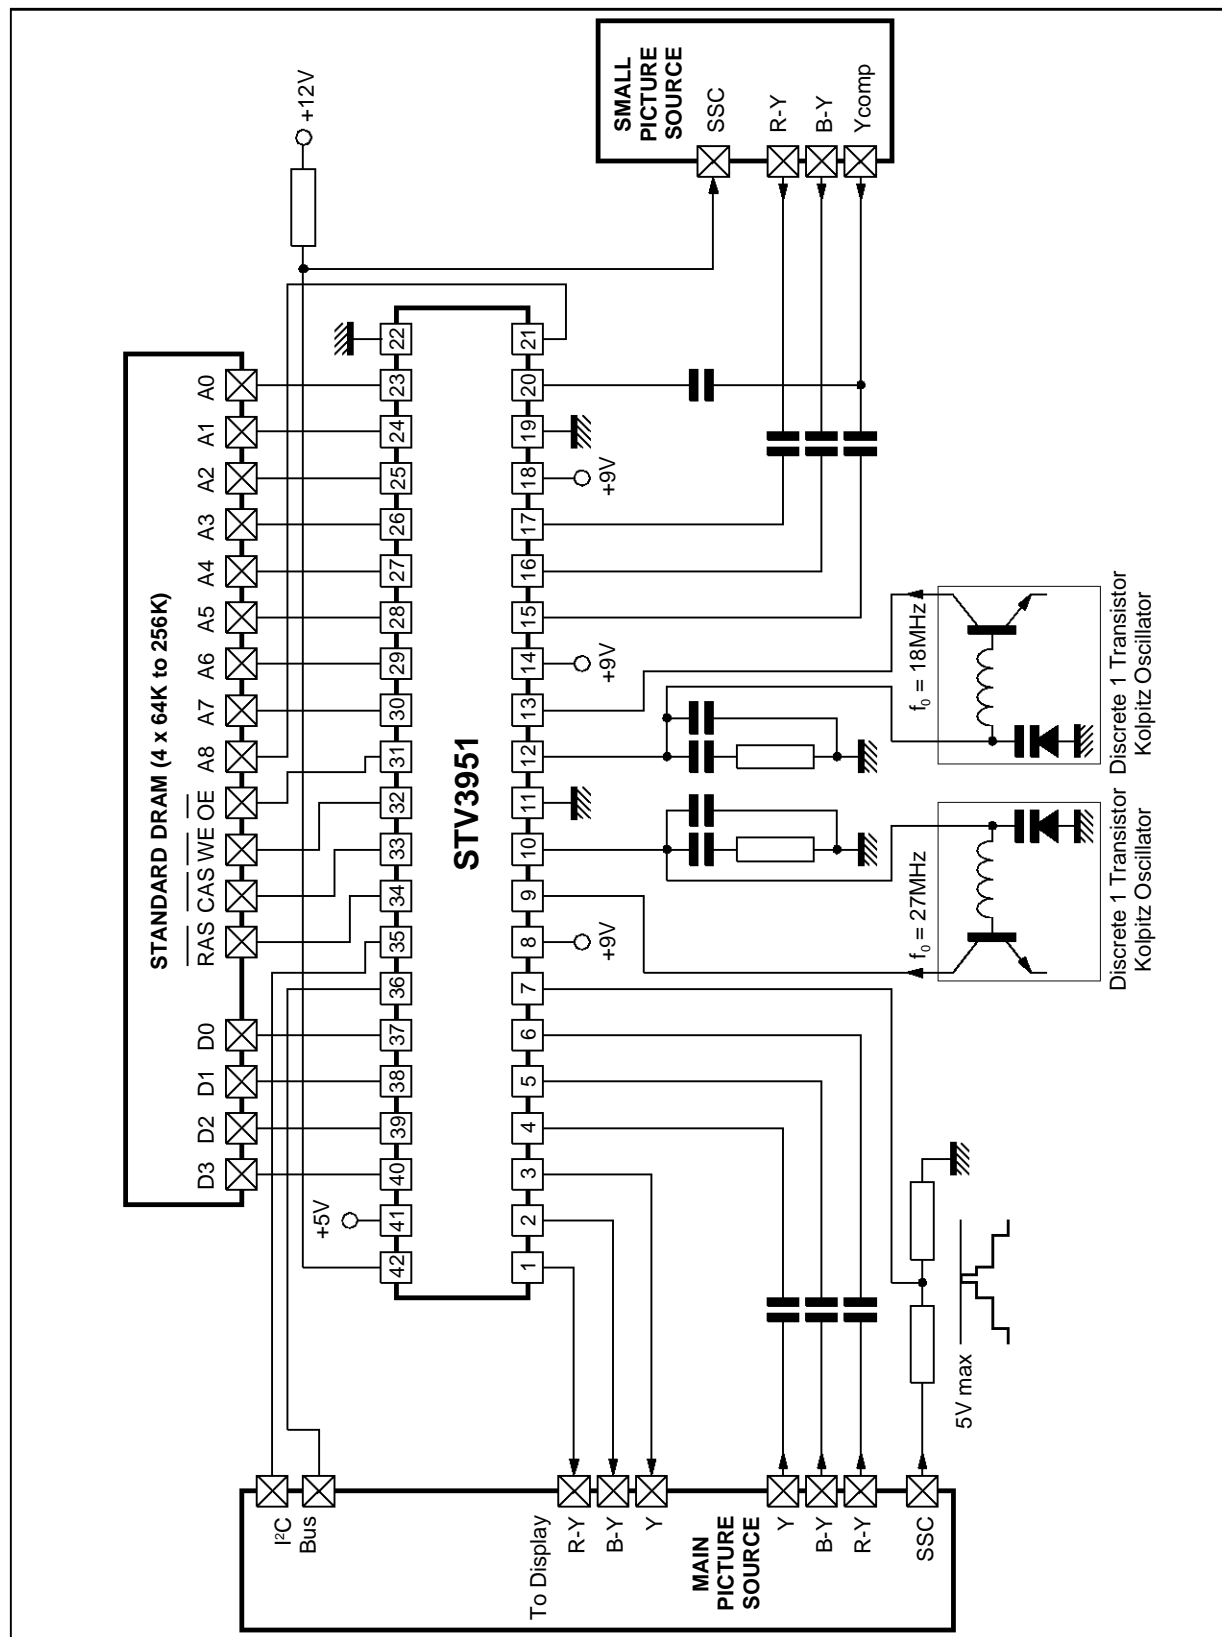 STANDARD DRAM (4 x 64K to 256K)
D3
D2
D1
D0
RAS
CAS
WE
OE
A8
A7
A6
A5
A4
A3
A2
A1
A0
+12V
+5V
42
41
40
39
38
37
36
35
34
33
32
31
30
29
28
27
26
25
24
23
22
STV3951
1
2
3
4
5
6
7
8
9
10
11
12
13
14
15
16
17
18
19
20
21
+9V
+9V
+9V
I²C
Bus
To Display
R-Y
B-Y
Y
MAIN
PICTURE
SOURCE
Y
B-Y
R-Y
SSC
5V max
f₀ = 27MHz
Discrete 1 Transistor
Kolpitz Oscillator
f₀ = 18MHz
Discrete 1 Transistor
Kolpitz Oscillator
SMALL
PICTURE
SOURCE
SSC
R-Y
B-Y
Ycomp